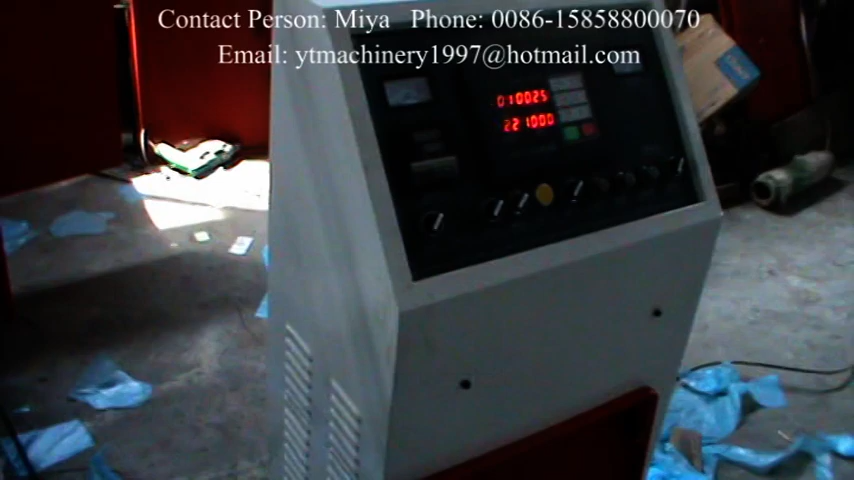 Contact Person: Miya Phone: 0086-15858800070
Email: ytmachinery1997@hotmail.com
010025
221000